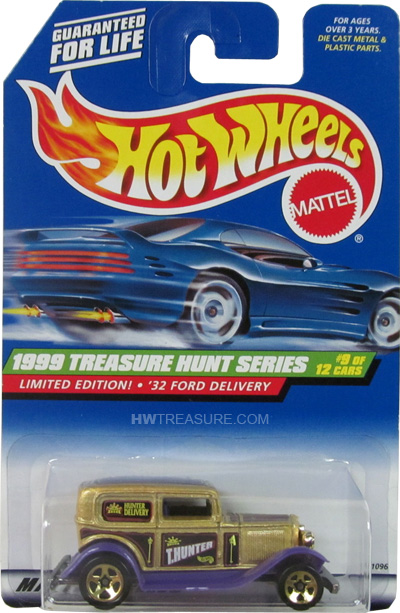 GUARANTEED
FOR LIFE
FOR AGES
OVER 3 YEARS.
DIE CAST METAL &
PLASTIC PARTS.
Hot Wheels
MATTEL
®
1999 TREASURE HUNT SERIES
#9 OF
12 CARS
LIMITED EDITION! • '32 FORD DELIVERY
HWTREASURE.COM
HUNTER
DELIVERY
T.HUNTER
1096